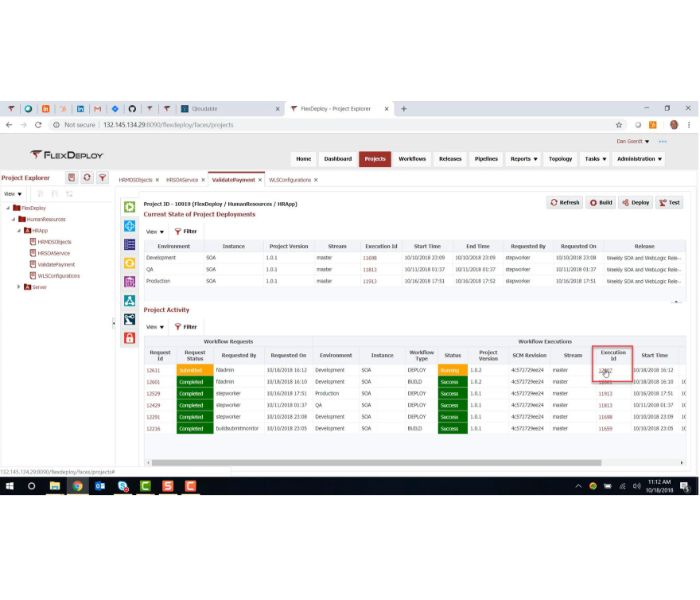 Cloudable
FlexDeploy - Project Explorer
Not secure | 132.145.134.29:8090/flexdeploy/faces/projects
Dan Goerdt
FLEXDEPLOY
Home Dashboard Projects Workflows Releases Pipelines Reports Topology Tasks Administration
Project Explorer
HRMDSObjects HRSOAService ValidatePayment WLSConfigurations
View
FlexDeploy
HumanResources
HRApp
HRMDSObjects
HRSOAService
ValidatePayment
WLSConfigurations
Server
Project ID - 10019 (FlexDeploy / HumanResources / HRApp)
Refresh Build Deploy Test
Current State of Project Deployments
View Filter
Environment Instance Project Version Stream Execution Id Start Time End Time Requested By Requested On Release
Development SOA 1.0.1 master 11698 10/10/2018 23:09 10/10/2018 23:09 stepworker 10/10/2018 23:09 Weekly SOA and WebLogic Rele...
QA SOA 1.0.1 master 11813 10/11/2018 01:37 10/11/2018 01:37 stepworker 10/11/2018 01:37 Weekly SOA and WebLogic Rele...
Production SOA 1.0.1 master 11913 10/16/2018 17:51 10/16/2018 17:51 stepworker 10/16/2018 17:51 Weekly SOA and WebLogic Rele...
Project Activity
View Filter
Workflow Requests Workflow Executions
Request Id Request Status Requested By Requested On Environment Instance Workflow Type Status Project Version SCM Revision Stream Execution Id Start Time
12611 Submitted fdadmin 10/18/2018 16:12 Development SOA DEPLOY Running 1.0.2 4c572729ee24 master 10/18/2018 16:12
12601 Completed fdadmin 10/18/2018 16:10 Development SOA BUILD Success 1.0.2 4c572729ee24 master 10/18/2018 16:10
12529 Completed stepworker 10/16/2018 17:51 Production SOA DEPLOY Success 1.0.1 4c572729ee24 master 11913 10/16/2018 17:51
12429 Completed stepworker 10/11/2018 01:37 QA SOA DEPLOY Success 1.0.1 4c572729ee24 master 11813 10/11/2018 01:37
12291 Completed stepworker 10/10/2018 23:09 Development SOA DEPLOY Success 1.0.1 4c572729ee24 master 11698 10/10/2018 23:09
12216 Completed buildsubmitmonitor 10/10/2018 23:05 Development SOA BUILD Success 1.0.1 4c572729ee24 master 11659 10/10/2018 23:05
132.145.134.29:8090/flexdeploy/faces/projects#
11:12 AM
10/18/2018